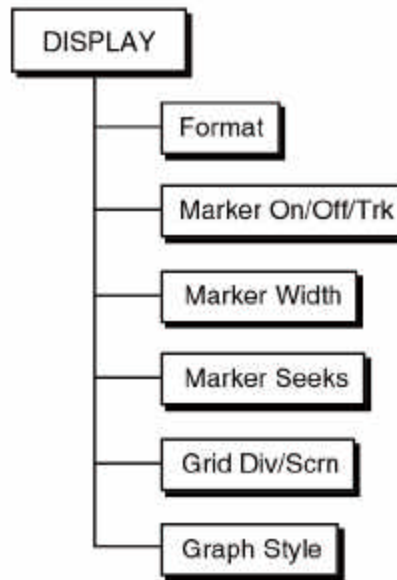 DISPLAY
Format
Marker On/Off/Trk
Marker Width
Marker Seeks
Grid Div/Scrn
Graph Style